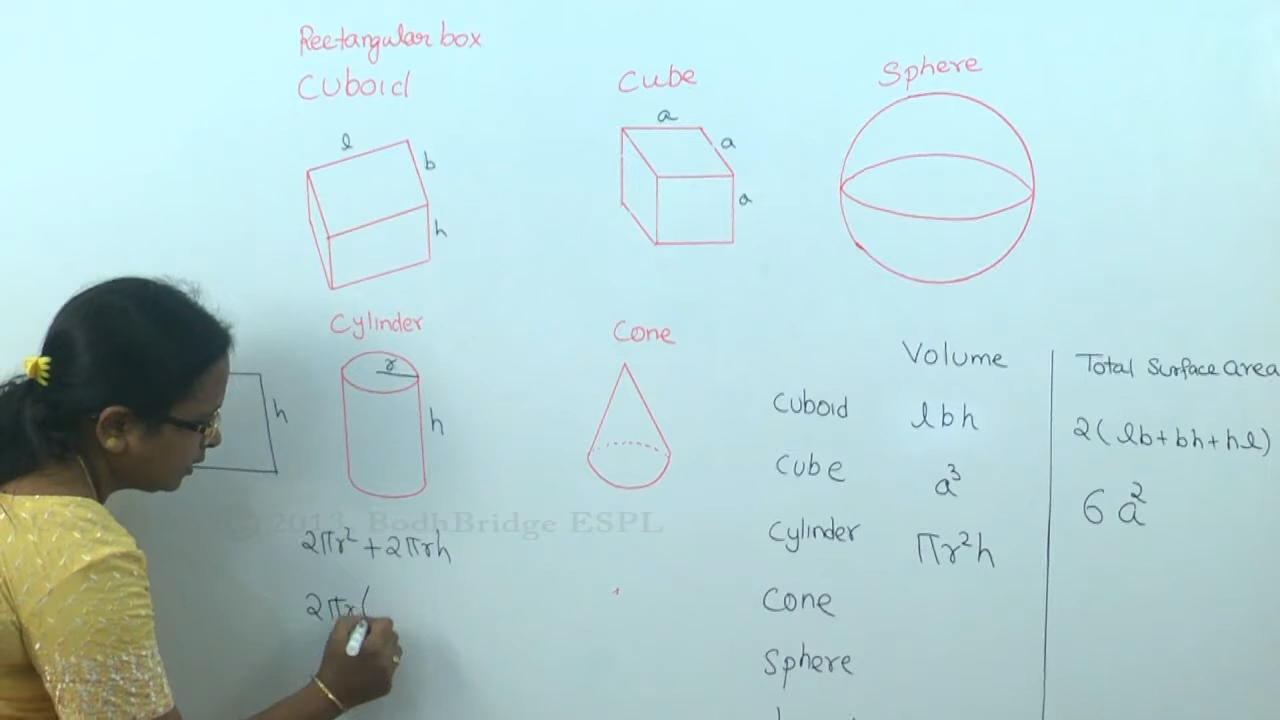 Rectangular box
Cuboid
Cube
Sphere
l
b
h
a
a
a
Cylinder
Cone
r
h
h
Volume
Total Surface area
Cuboid
lbh
2(lb+bh+hl)
Cube
a³
6a²
Cylinder
πr²h
Cone
Sphere
© 2013, BodhBridge ESPL
2πr²+2πrh
2πr(